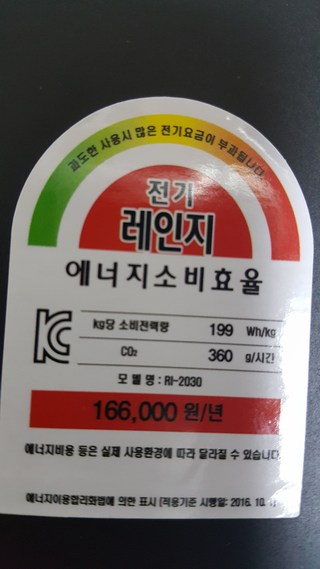 과도한 사용시 많은 전기요금이 부과됩니다
전기
레인지
에너지소비효율
KC
kg당 소비전력량 199 Wh/kg
CO₂ 360 g/시간
모 델 명 : RI-2030
166,000 원/년
에너지비용 등은 실제 사용환경에 따라 달라질 수 있습니다
에너지이용합리화법에 의한 표시 [적용기준 시행일: 2016. 10.